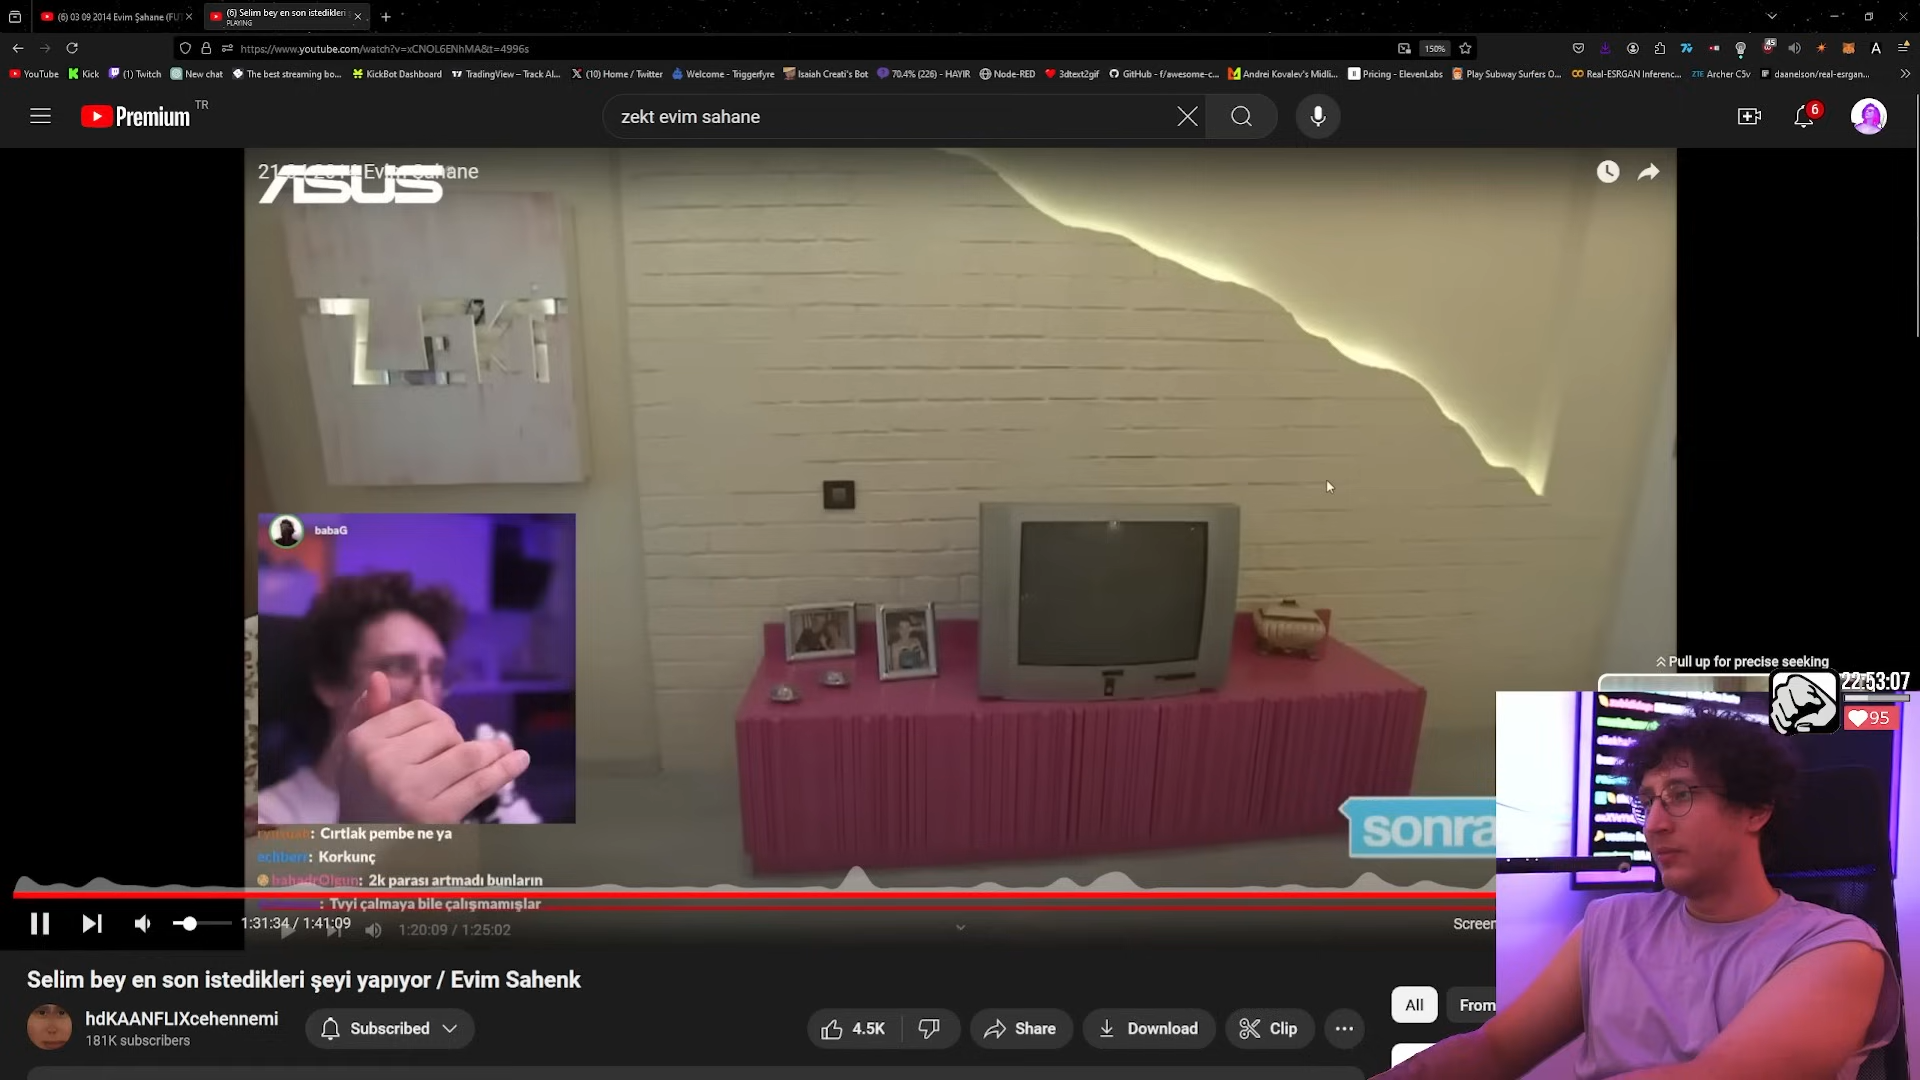 (6) 03 09 2014 Evim Şahane (FU
(6) Selim bey en son istedikleri
PLAYING
https://www.youtube.com/watch?v=xCNOL6ENhMA&t=4996s
150%
45
YouTube
Kick
(1) Twitch
New chat
The best streaming bo...
KickBot Dashboard
TradingView – Track Al...
(10) Home / Twitter
Welcome - Triggerfyre
Isaiah Creati's Bot
70.4% (226) - HAYIR
Node-RED
3dtext2gif
GitHub - f/awesome-c...
Andrei Kovalev's Midli...
Pricing - ElevenLabs
Play Subway Surfers O...
Real-ESRGAN Inferenc...
ZTE Archer C5v
daanelson/real-esrgan...
Premium
TR
zekt evim sahane
6
Evim Şahane
ASUS
ZEKT
babaG
Pull up for precise seeking
22:53:07
95
: Cırtlak pembe ne ya
echberr: Korkunç
bahadrOlgun: 2k parası artmadı bunların
: Tvyi çalmaya bile çalışmamışlar
sonra
1:31:34 / 1:41:09
1:20:09 / 1:25:02
Screen
Selim bey en son istedikleri şeyi yapıyor / Evim Sahenk
hdKAANFLIXcehennemi
181K subscribers
Subscribed
4.5K
Share
Download
Clip
All
From